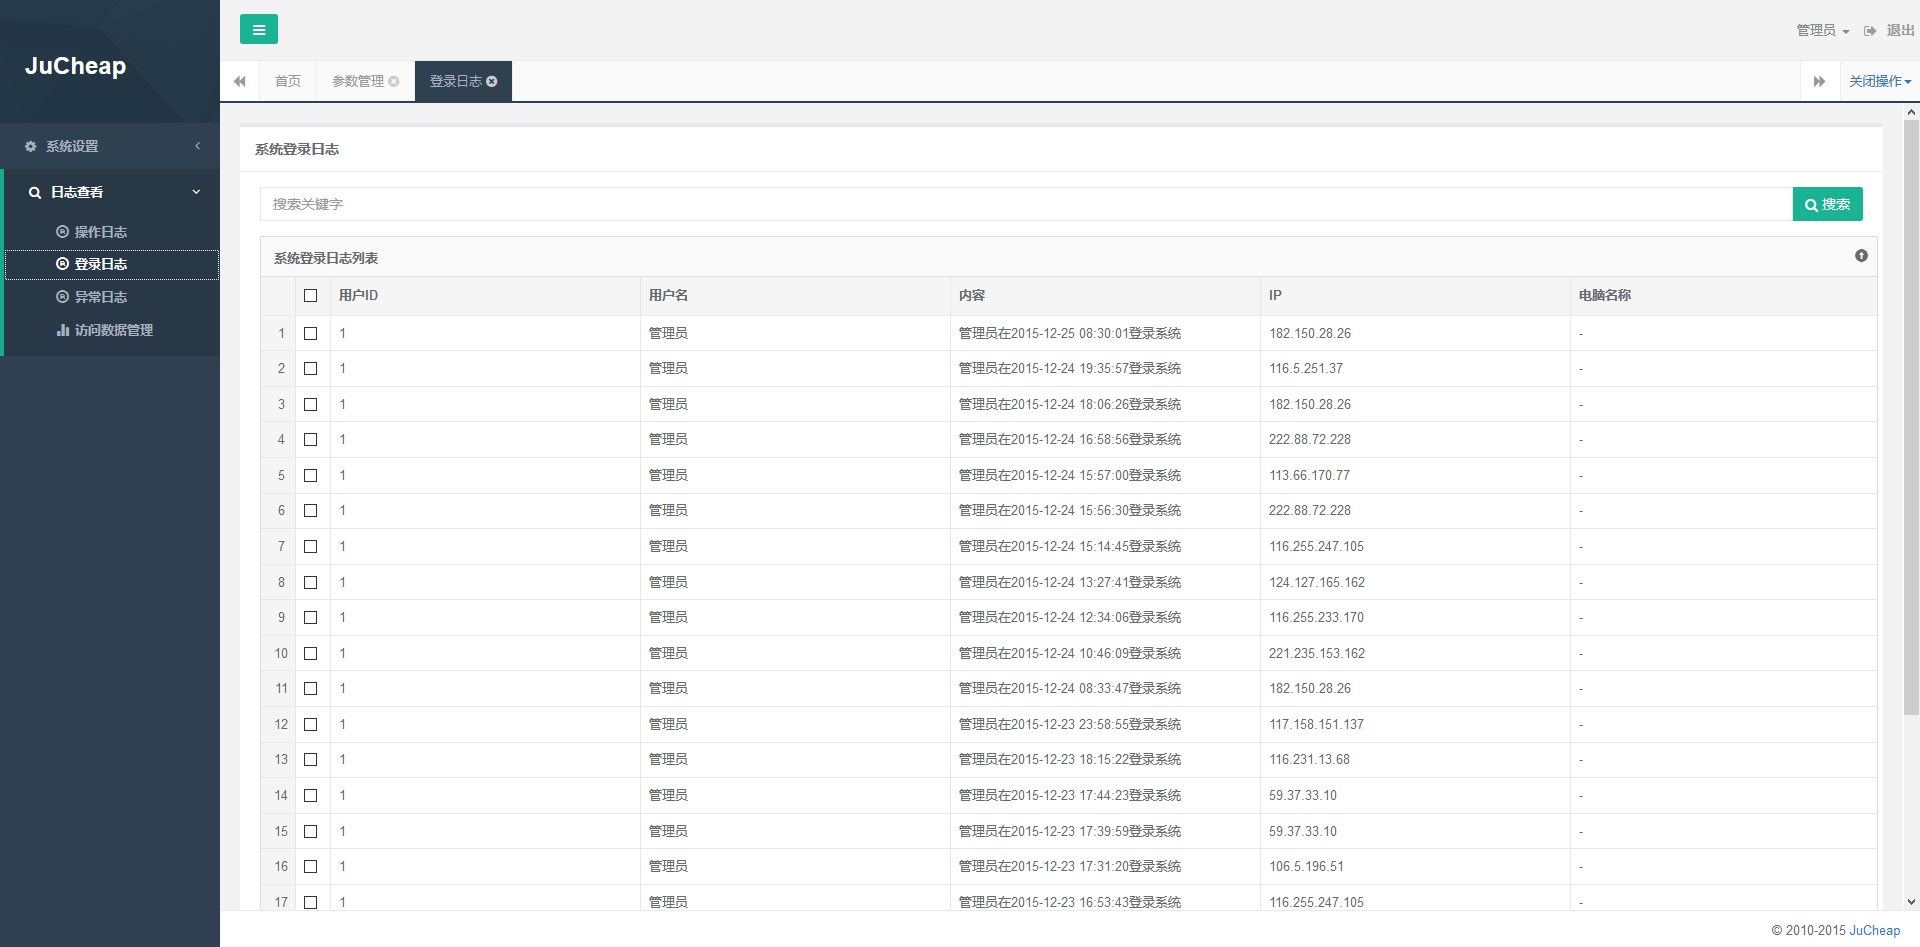 JuCheap
系统设置
日志查看
操作日志
登录日志
异常日志
访问数据管理
管理员 退出
首页 参数管理 登录日志 关闭操作
系统登录日志
搜索关键字 搜索
系统登录日志列表
用户ID 用户名 内容 IP 电脑名称
1 1 管理员 管理员在2015-12-25 08:30:01登录系统 182.150.28.26 -
2 1 管理员 管理员在2015-12-24 19:35:57登录系统 116.5.251.37 -
3 1 管理员 管理员在2015-12-24 18:06:26登录系统 182.150.28.26 -
4 1 管理员 管理员在2015-12-24 16:58:56登录系统 222.88.72.228 -
5 1 管理员 管理员在2015-12-24 15:57:00登录系统 113.66.170.77 -
6 1 管理员 管理员在2015-12-24 15:56:30登录系统 222.88.72.228 -
7 1 管理员 管理员在2015-12-24 15:14:45登录系统 116.255.247.105 -
8 1 管理员 管理员在2015-12-24 13:27:41登录系统 124.127.165.162 -
9 1 管理员 管理员在2015-12-24 12:34:06登录系统 116.255.233.170 -
10 1 管理员 管理员在2015-12-24 10:46:09登录系统 221.235.153.162 -
11 1 管理员 管理员在2015-12-24 08:33:47登录系统 182.150.28.26 -
12 1 管理员 管理员在2015-12-23 23:58:55登录系统 117.158.151.137 -
13 1 管理员 管理员在2015-12-23 18:15:22登录系统 116.231.13.68 -
14 1 管理员 管理员在2015-12-23 17:44:23登录系统 59.37.33.10 -
15 1 管理员 管理员在2015-12-23 17:39:59登录系统 59.37.33.10 -
16 1 管理员 管理员在2015-12-23 17:31:20登录系统 106.5.196.51 -
17 1 管理员 管理员在2015-12-23 16:53:43登录系统 116.255.247.105 -
© 2010-2015 JuCheap